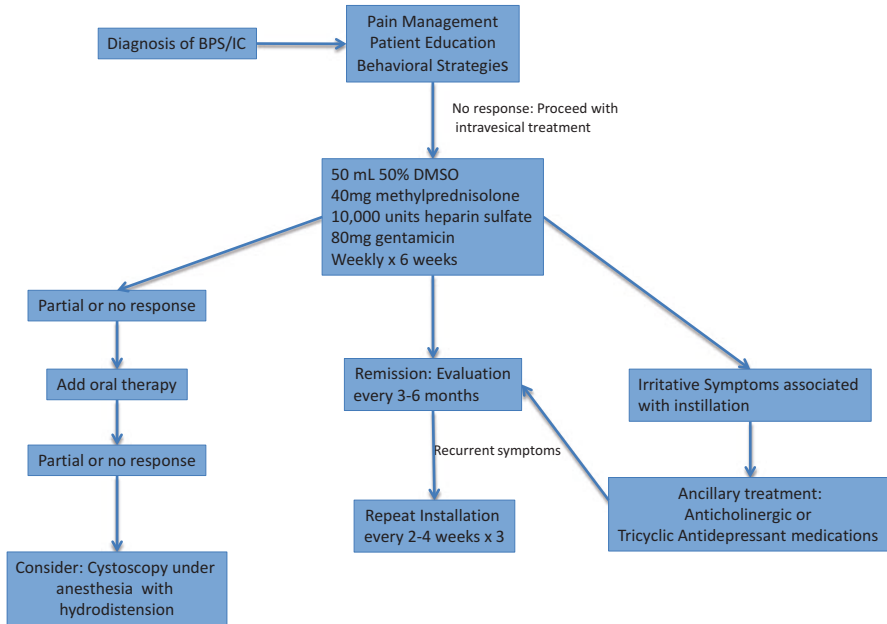 Diagnosis of BPS/IC
Pain Management
Patient Education
Behavioral Strategies
No response: Proceed with
intravesical treatment
50 mL 50% DMSO
40mg methylprednisolone
10,000 units heparin sulfate
80mg gentamicin
Weekly x 6 weeks
Partial or no response
Add oral therapy
Partial or no response
Consider: Cystoscopy under
anesthesia with
hydrodistension
Remission: Evaluation
every 3-6 months
Recurrent symptoms
Repeat Installation
every 2-4 weeks x 3
Irritative Symptoms associated
with instillation
Ancillary treatment:
Anticholinergic or
Tricyclic Antidepressant medications